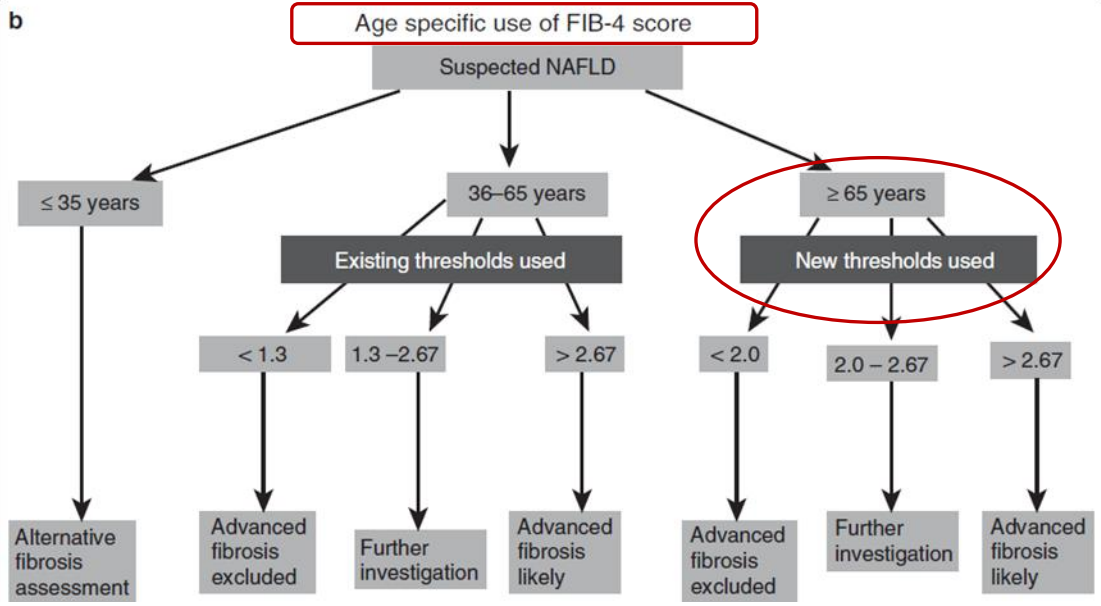 b
Age specific use of FIB-4 score
Suspected NAFLD
≤ 35 years
36–65 years
≥ 65 years
Existing thresholds used
New thresholds used
< 1.3
1.3 –2.67
> 2.67
< 2.0
2.0 – 2.67
> 2.67
Alternative
fibrosis
assessment
Advanced
fibrosis
excluded
Further
investigation
Advanced
fibrosis
likely
Advanced
fibrosis
excluded
Further
investigation
Advanced
fibrosis
likely